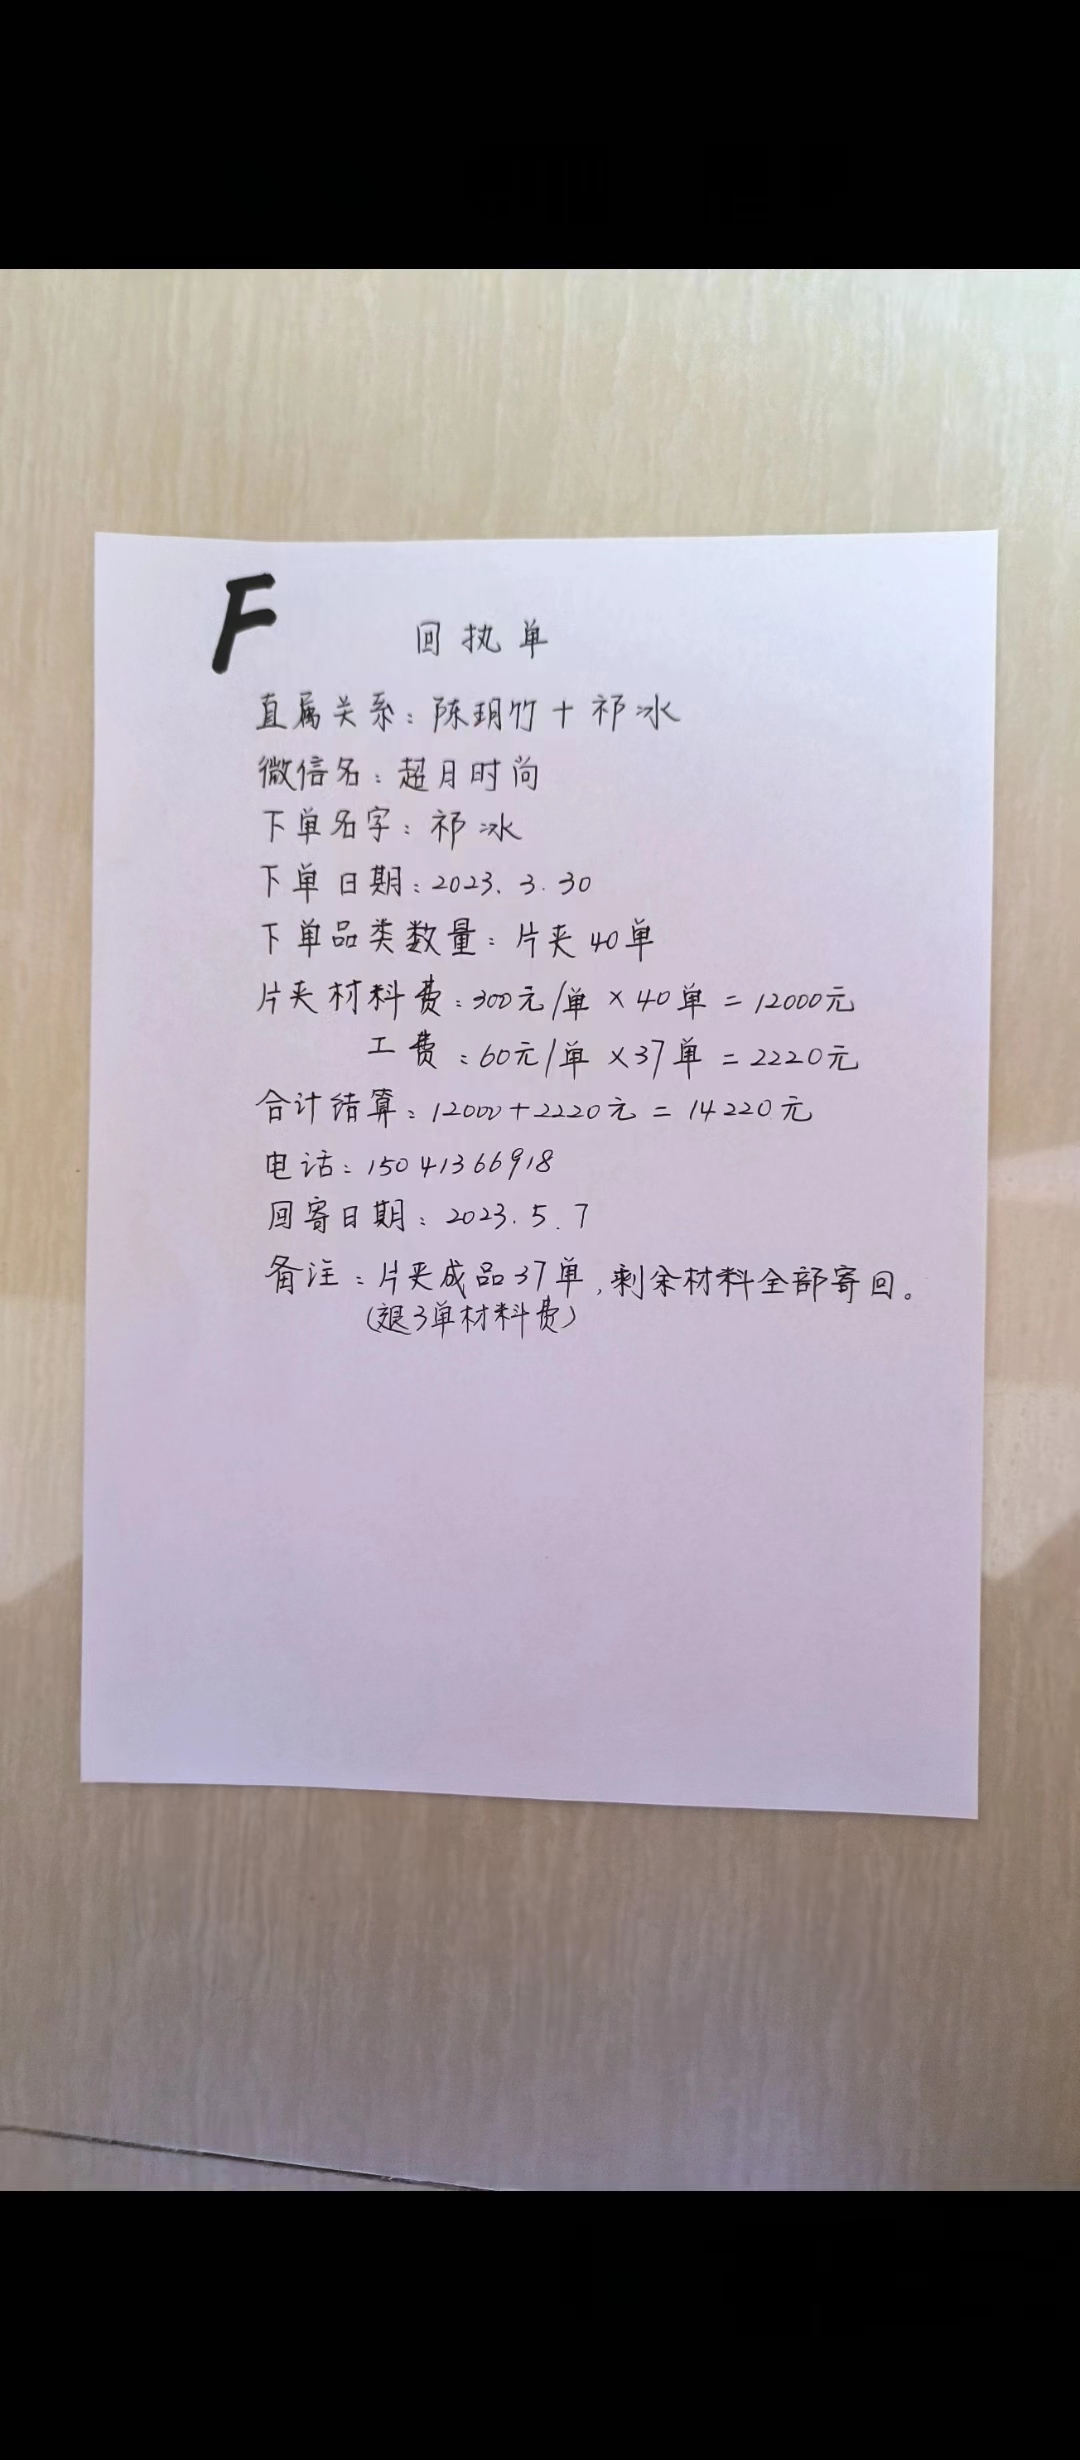 F
回执单
直属关系：陈玥竹+祁冰
微信名：超月时尚
下单名字：祁冰
下单日期：2023.3.30
下单品类数量：片夹40单
片夹材料费：300元/单×40单=12000元
工费：60元/单×37单=2220元
合计结算：12000+2220元=14220元
电话：15041366918
回寄日期：2023.5.7
备注：片夹成品37单,剩余材料全部寄回。
(退3单材料费)